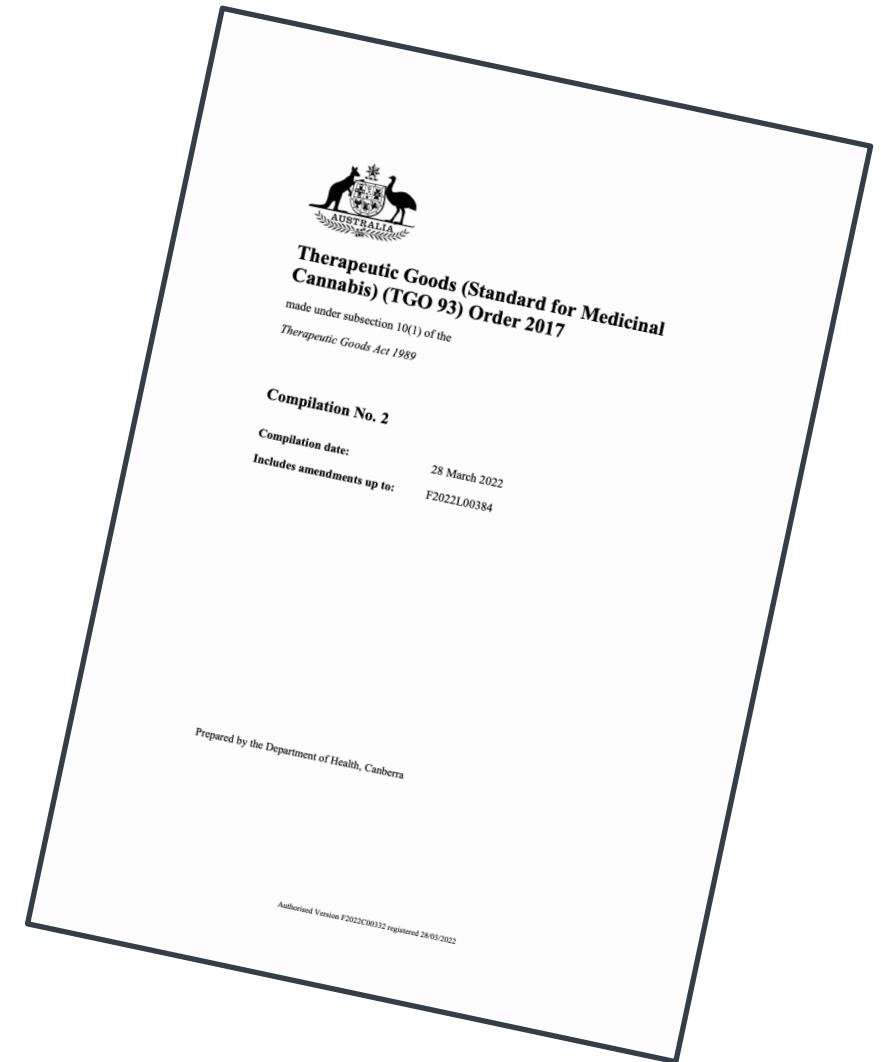 AUSTRALIA
Therapeutic Goods (Standard for Medicinal
Cannabis) (TGO 93) Order 2017
made under subsection 10(1) of the
Therapeutic Goods Act 1989
Compilation No. 2
Compilation date: 28 March 2022
Includes amendments up to: F2022L00384
Prepared by the Department of Health, Canberra
Authorised Version F2022C00332 registered 28/03/2022